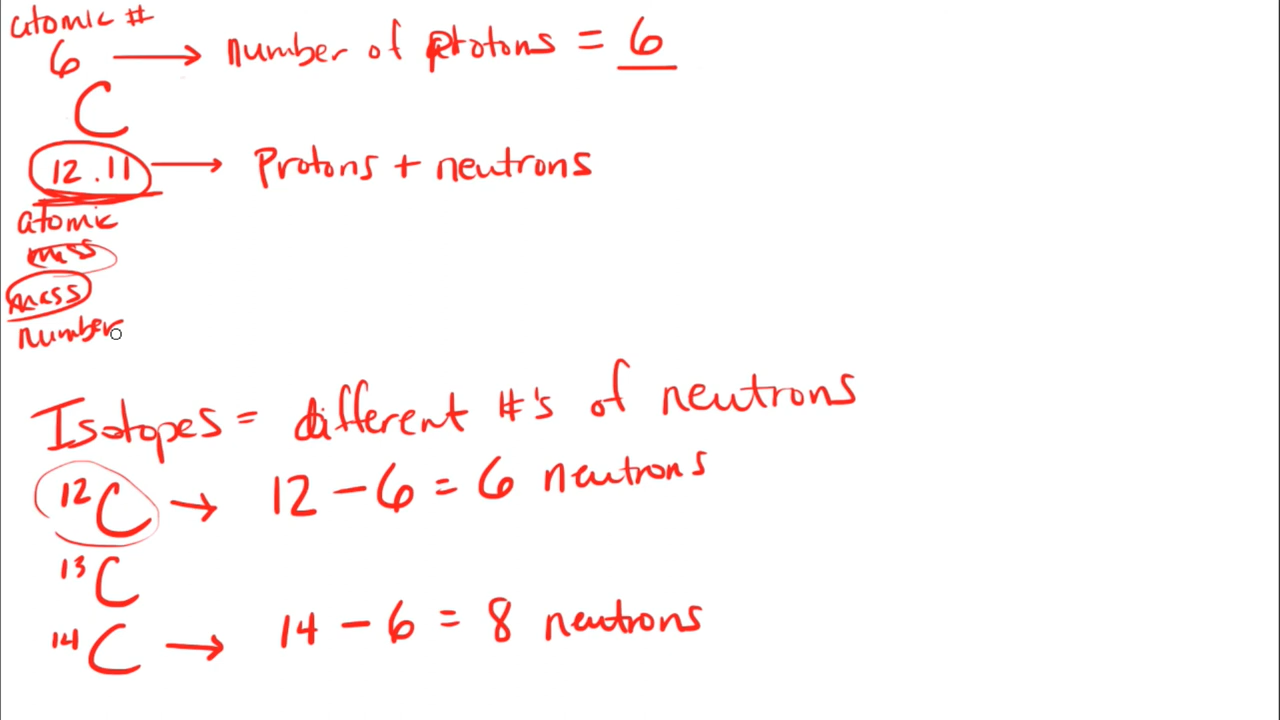 atomic #
6 → number of Protons = 6
C
12.11 → Protons + neutrons
atomic
mass
mass
number
Isotopes = different #'s of neutrons
¹²C → 12 - 6 = 6 neutrons
¹³C
¹⁴C → 14 - 6 = 8 neutrons